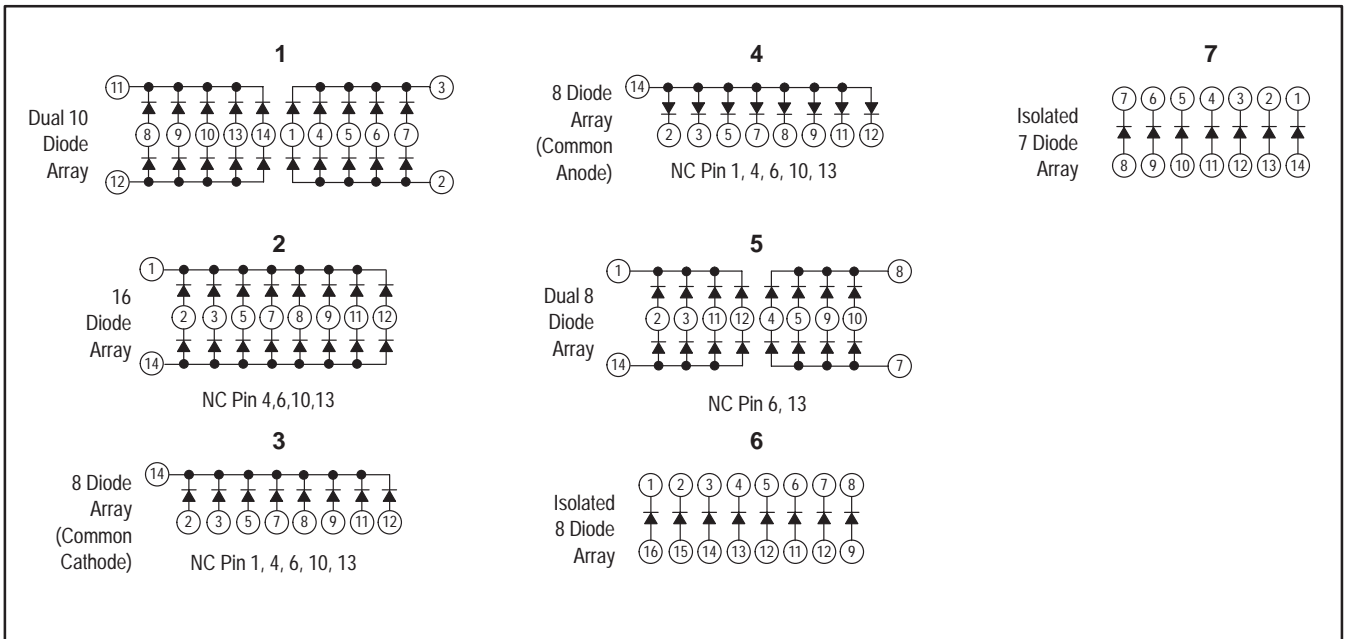 1
11 3
Dual 10
Diode
Array
8 9 10 13 14 1 4 5 6 7
12 2
2
1
16
Diode
Array
2 3 5 7 8 9 11 12
14
NC Pin 4,6,10,13
3
14
8 Diode
Array
(Common
Cathode)
2 3 5 7 8 9 11 12
NC Pin 1, 4, 6, 10, 13
4
14
8 Diode
Array
(Common
Anode)
2 3 5 7 8 9 11 12
NC Pin 1, 4, 6, 10, 13
5
1 8
Dual 8
Diode
Array
2 3 11 12 4 5 9 10
14 7
NC Pin 6, 13
6
1 2 3 4 5 6 7 8
Isolated
8 Diode
Array
16 15 14 13 12 11 12 9
7
7 6 5 4 3 2 1
Isolated
7 Diode
Array
8 9 10 11 12 13 14